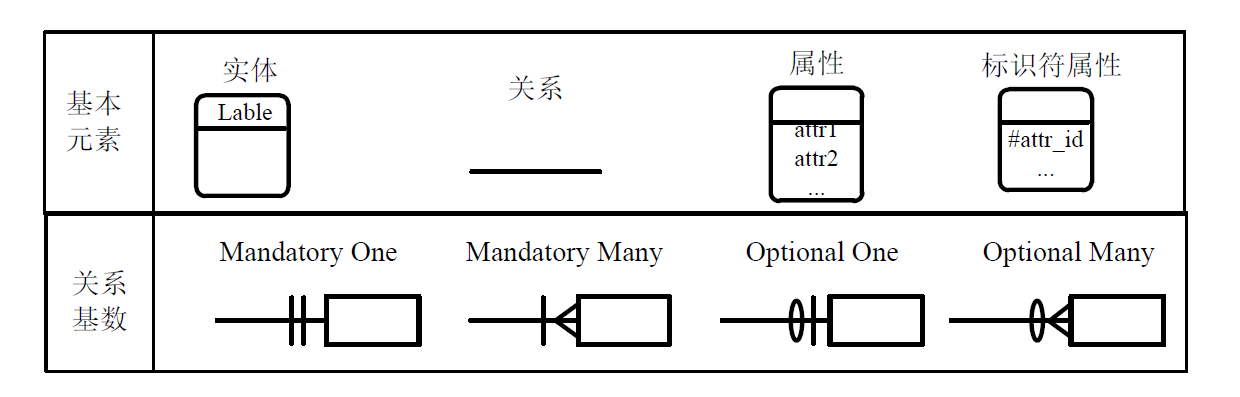 基本
元素
实体
Lable
关系
属性
attr1
attr2
...
标识符属性
#attr_id
...
关系
基数
Mandatory One
Mandatory Many
Optional One
Optional Many